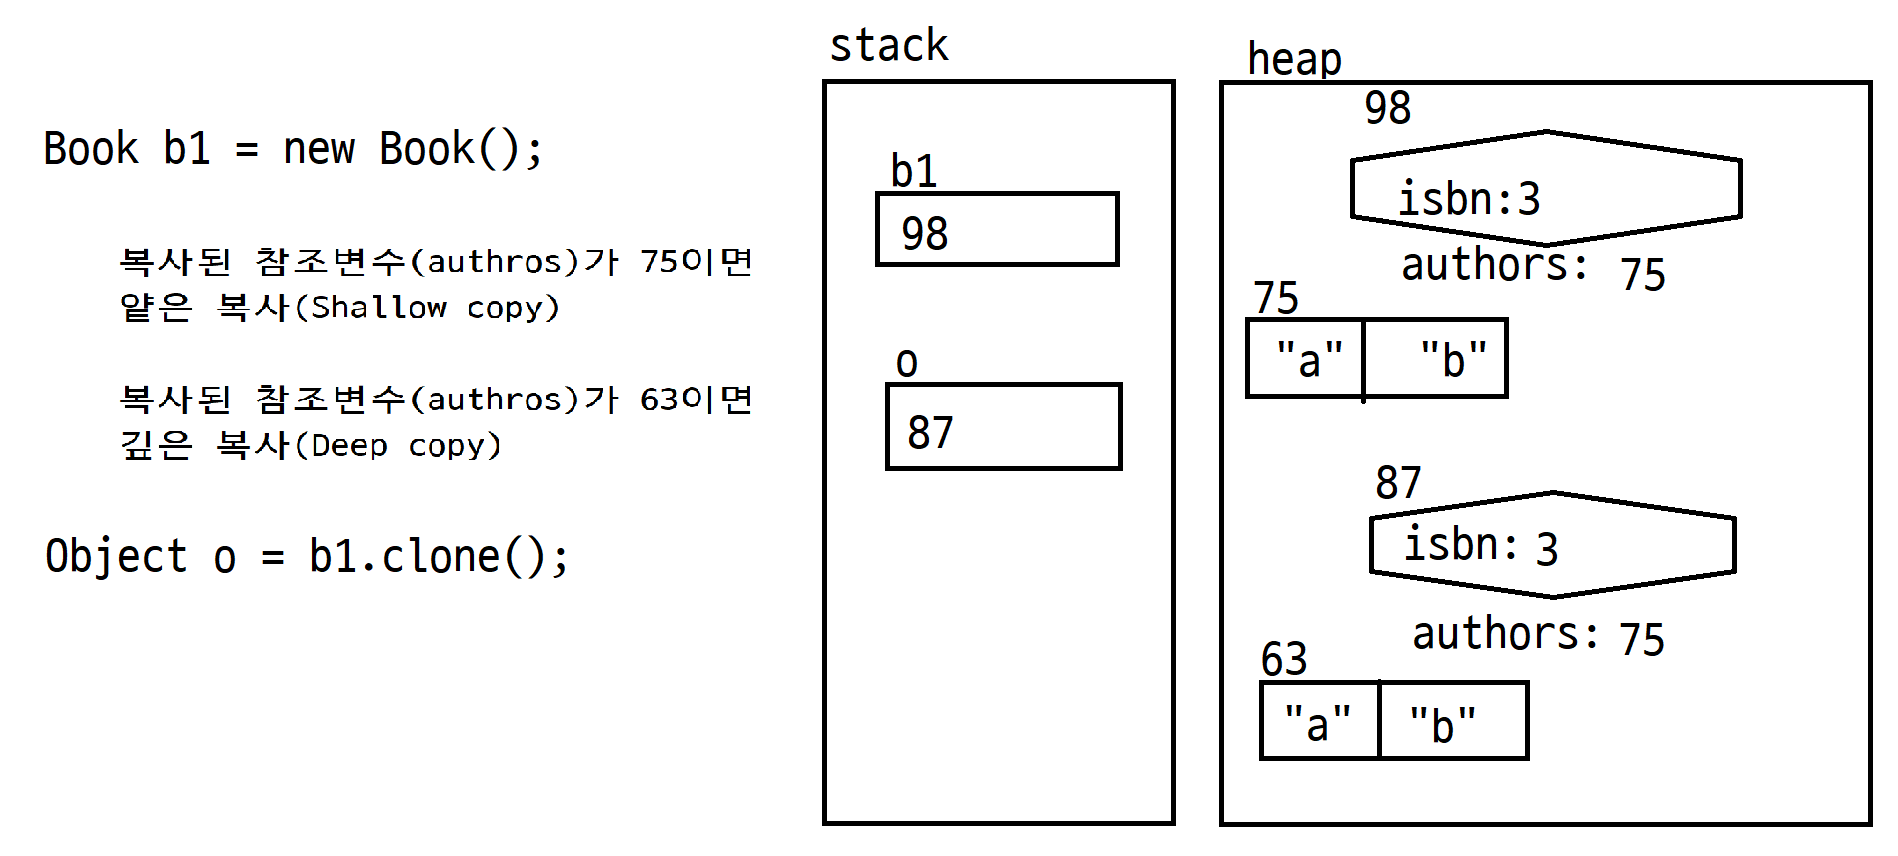 Book b1 = new Book();
복사된 참조변수(authros)가 75이면
얕은 복사(Shallow copy)
복사된 참조변수(authros)가 63이면
깊은 복사(Deep copy)
Object o = b1.clone();
stack
b1
98
o
87
heap
98
isbn:3
authors: 75
75
"a" "b"
87
isbn: 3
authors: 75
63
"a" "b"